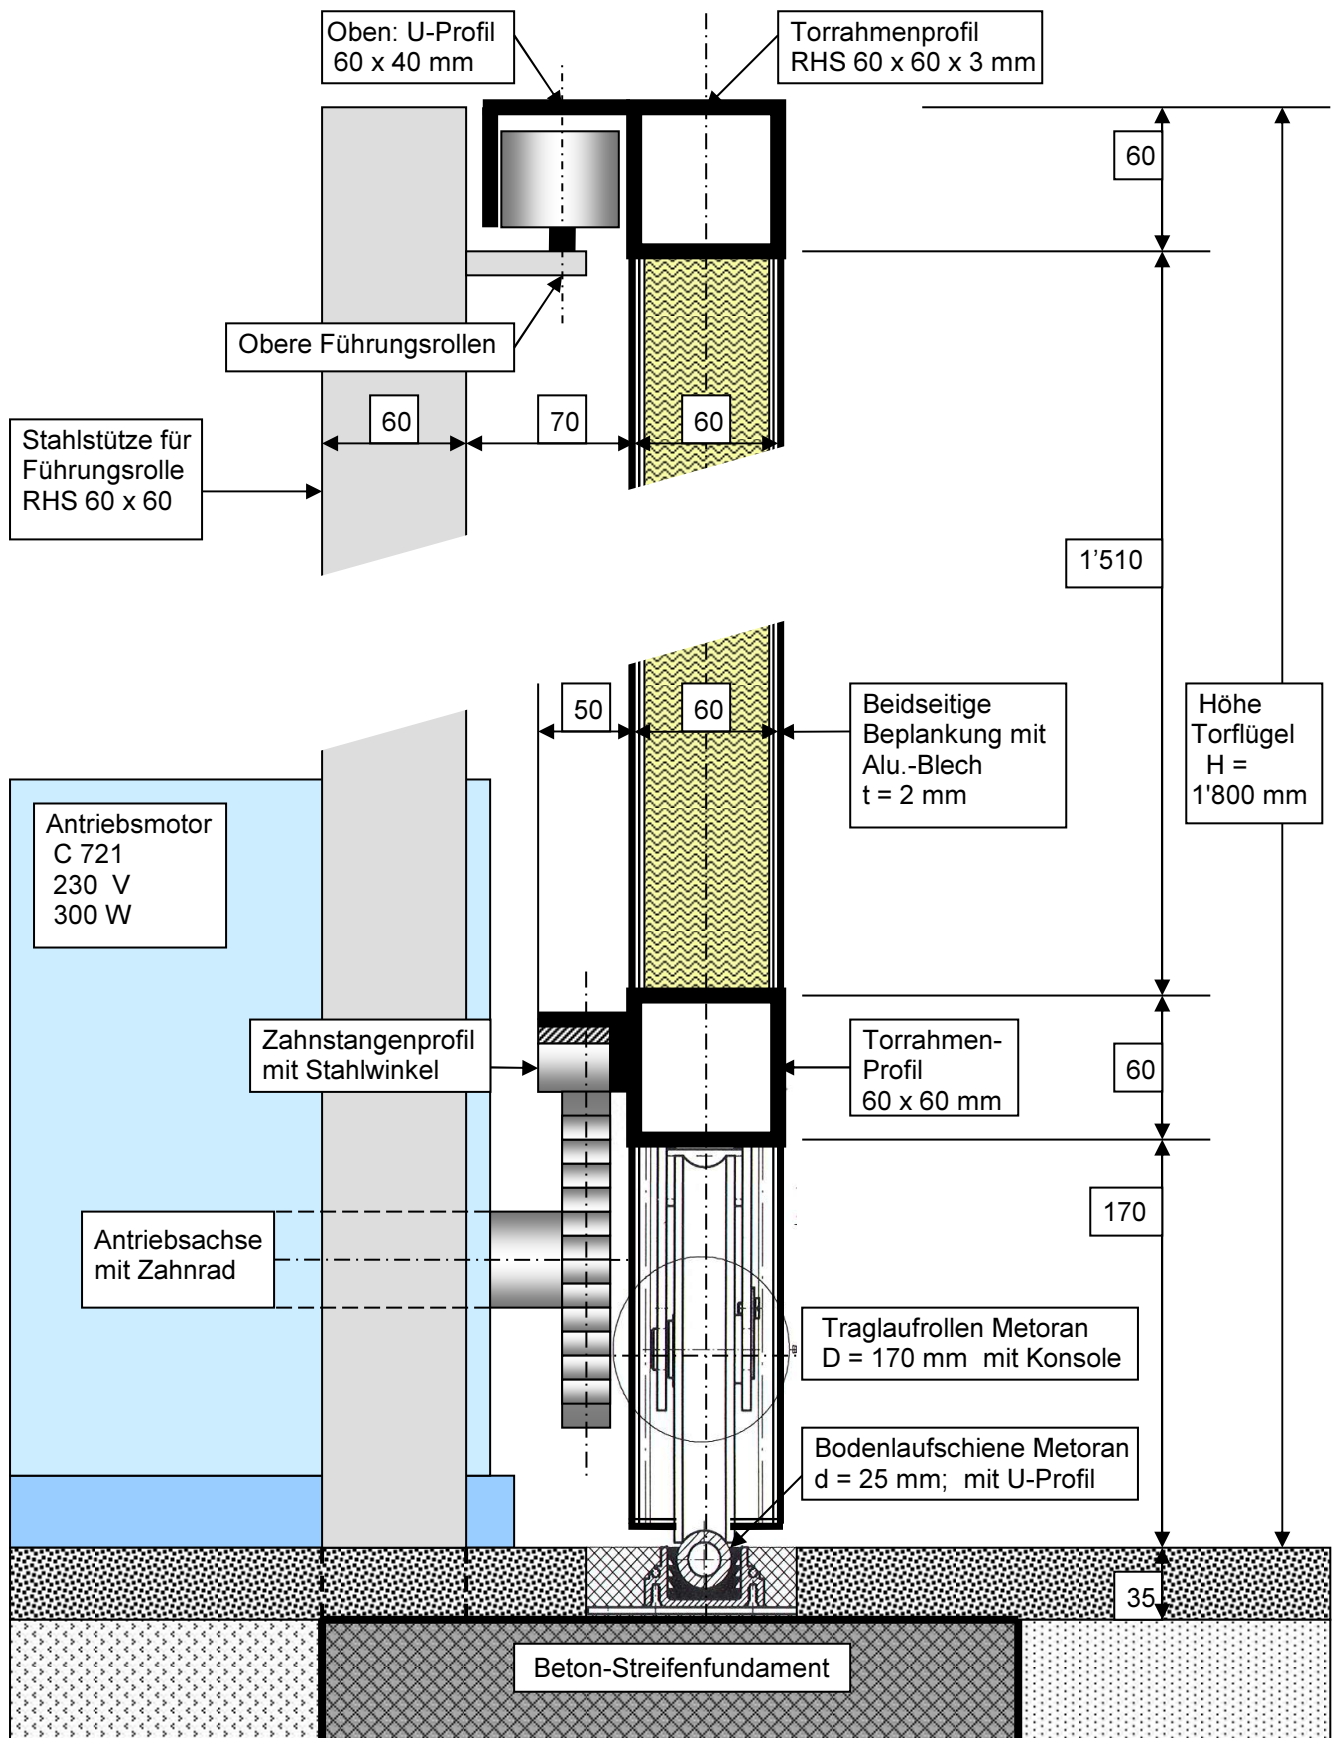 Oben: U-Profil
60 x 40 mm
Torrahmenprofil
RHS 60 x 60 x 3 mm
60
Obere Führungsrollen
60
70
60
Stahlstütze für
Führungsrolle
RHS 60 x 60
1’510
50
60
Beidseitige
Beplankung mit
Alu.-Blech
t = 2 mm
Höhe
Torflügel
H =
1'800 mm
Antriebsmotor
C 721
230 V
300 W
Zahnstangenprofil
mit Stahlwinkel
Torrahmen-
Profil
60 x 60 mm
60
170
Antriebsachse
mit Zahnrad
Traglaufrollen Metoran
D = 170 mm mit Konsole
Bodenlaufschiene Metoran
d = 25 mm; mit U-Profil
35
Beton-Streifenfundament